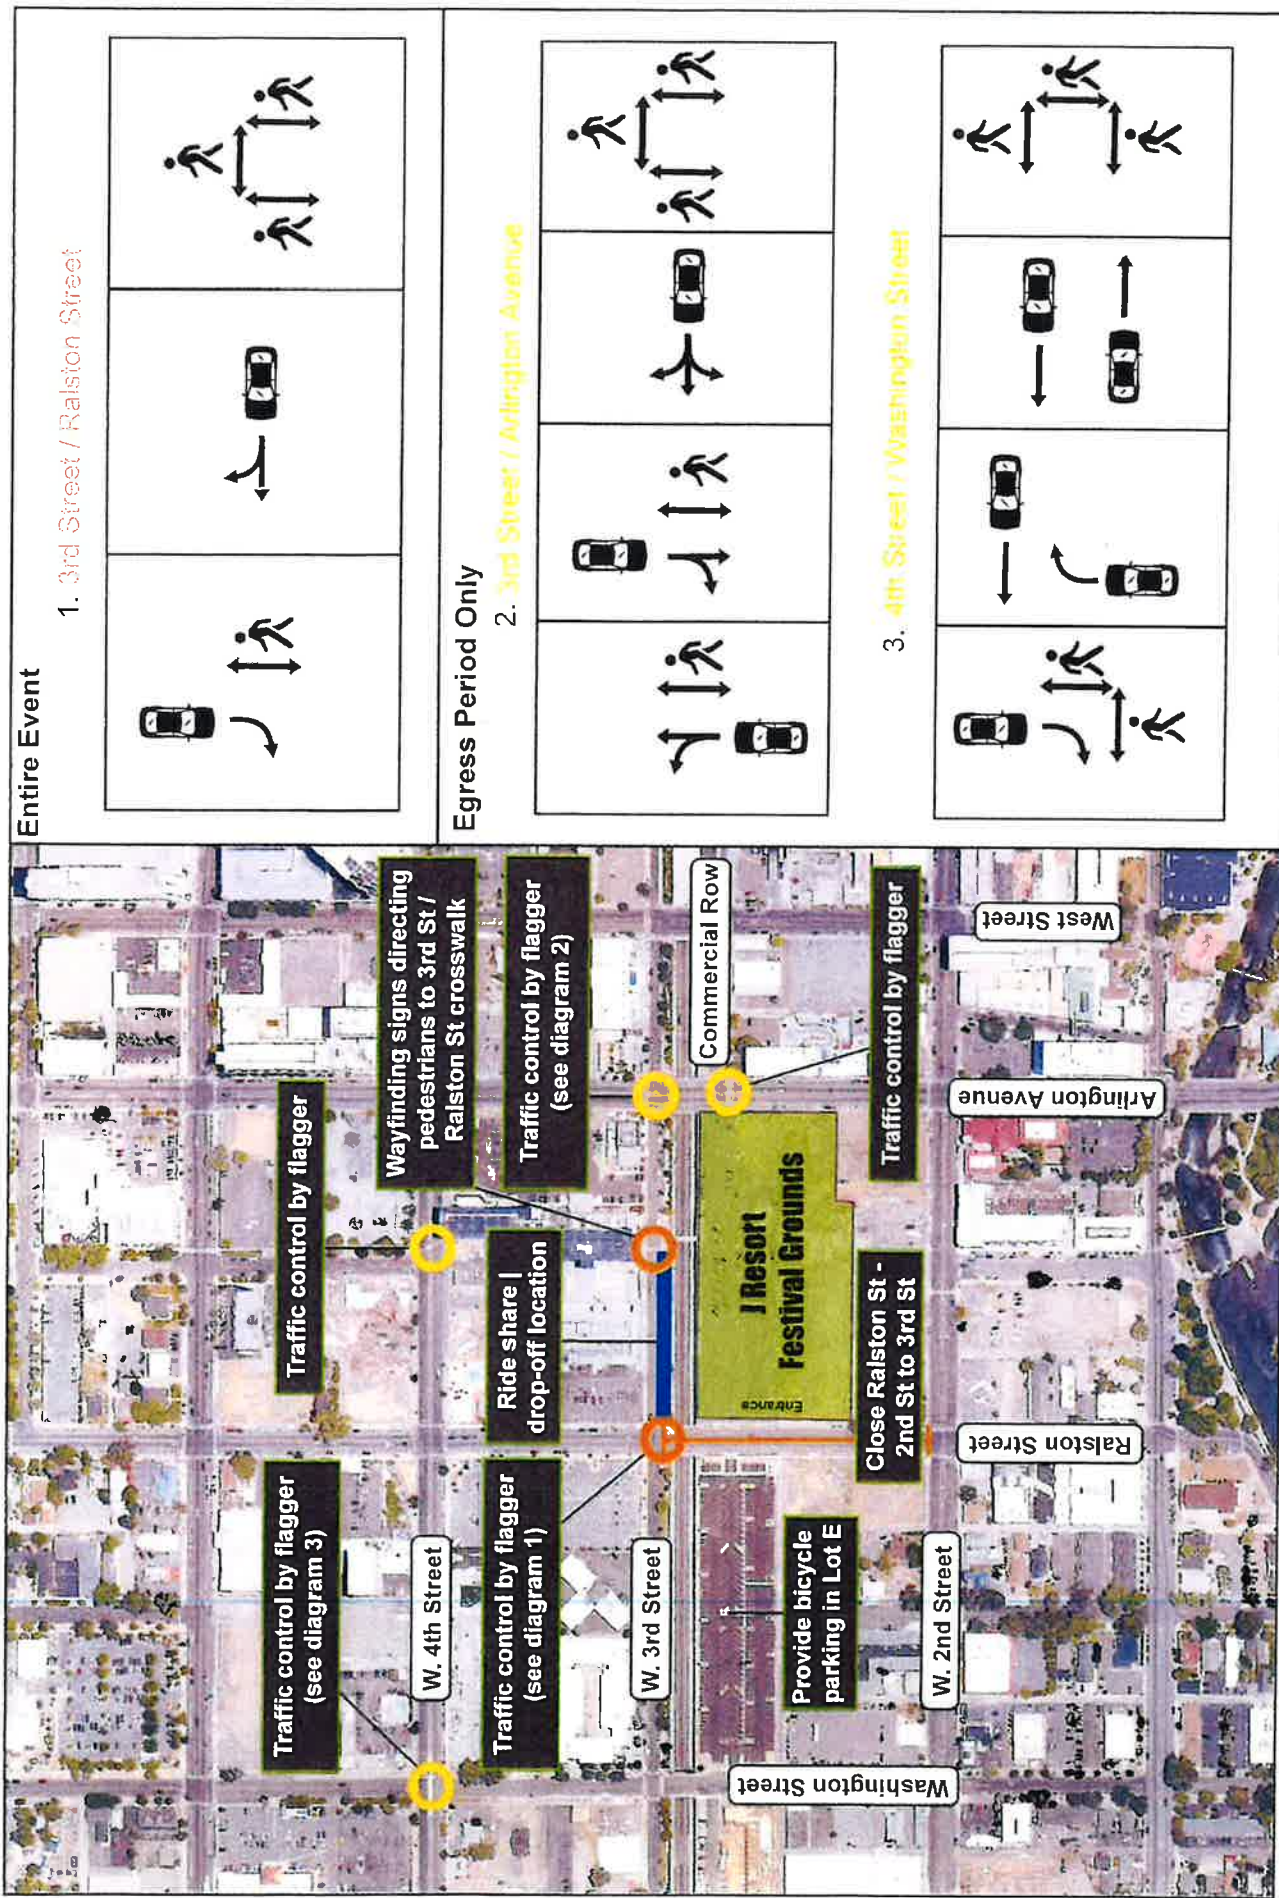 Traffic control by flagger
(see diagram 3)
Traffic control by flagger
Wayfinding signs directing
pedestrians to 3rd St /
Ralston St crosswalk
W. 4th Street
Traffic control by flagger
(see diagram 1)
Ride share /
drop-off location
Traffic control by flagger
(see diagram 2)
W. 3rd Street
Commercial Row
J Resort
Festival Grounds
Entrance
Provide bicycle
parking in Lot E
Close Ralston St -
2nd St to 3rd St
Traffic control by flagger
W. 2nd Street
Washington Street
Ralston Street
Arlington Avenue
West Street
Entire Event
1. 3rd Street / Ralston Street
Egress Period Only
2. 3rd Street / Arlington Avenue
3. 4th Street / Washington Street